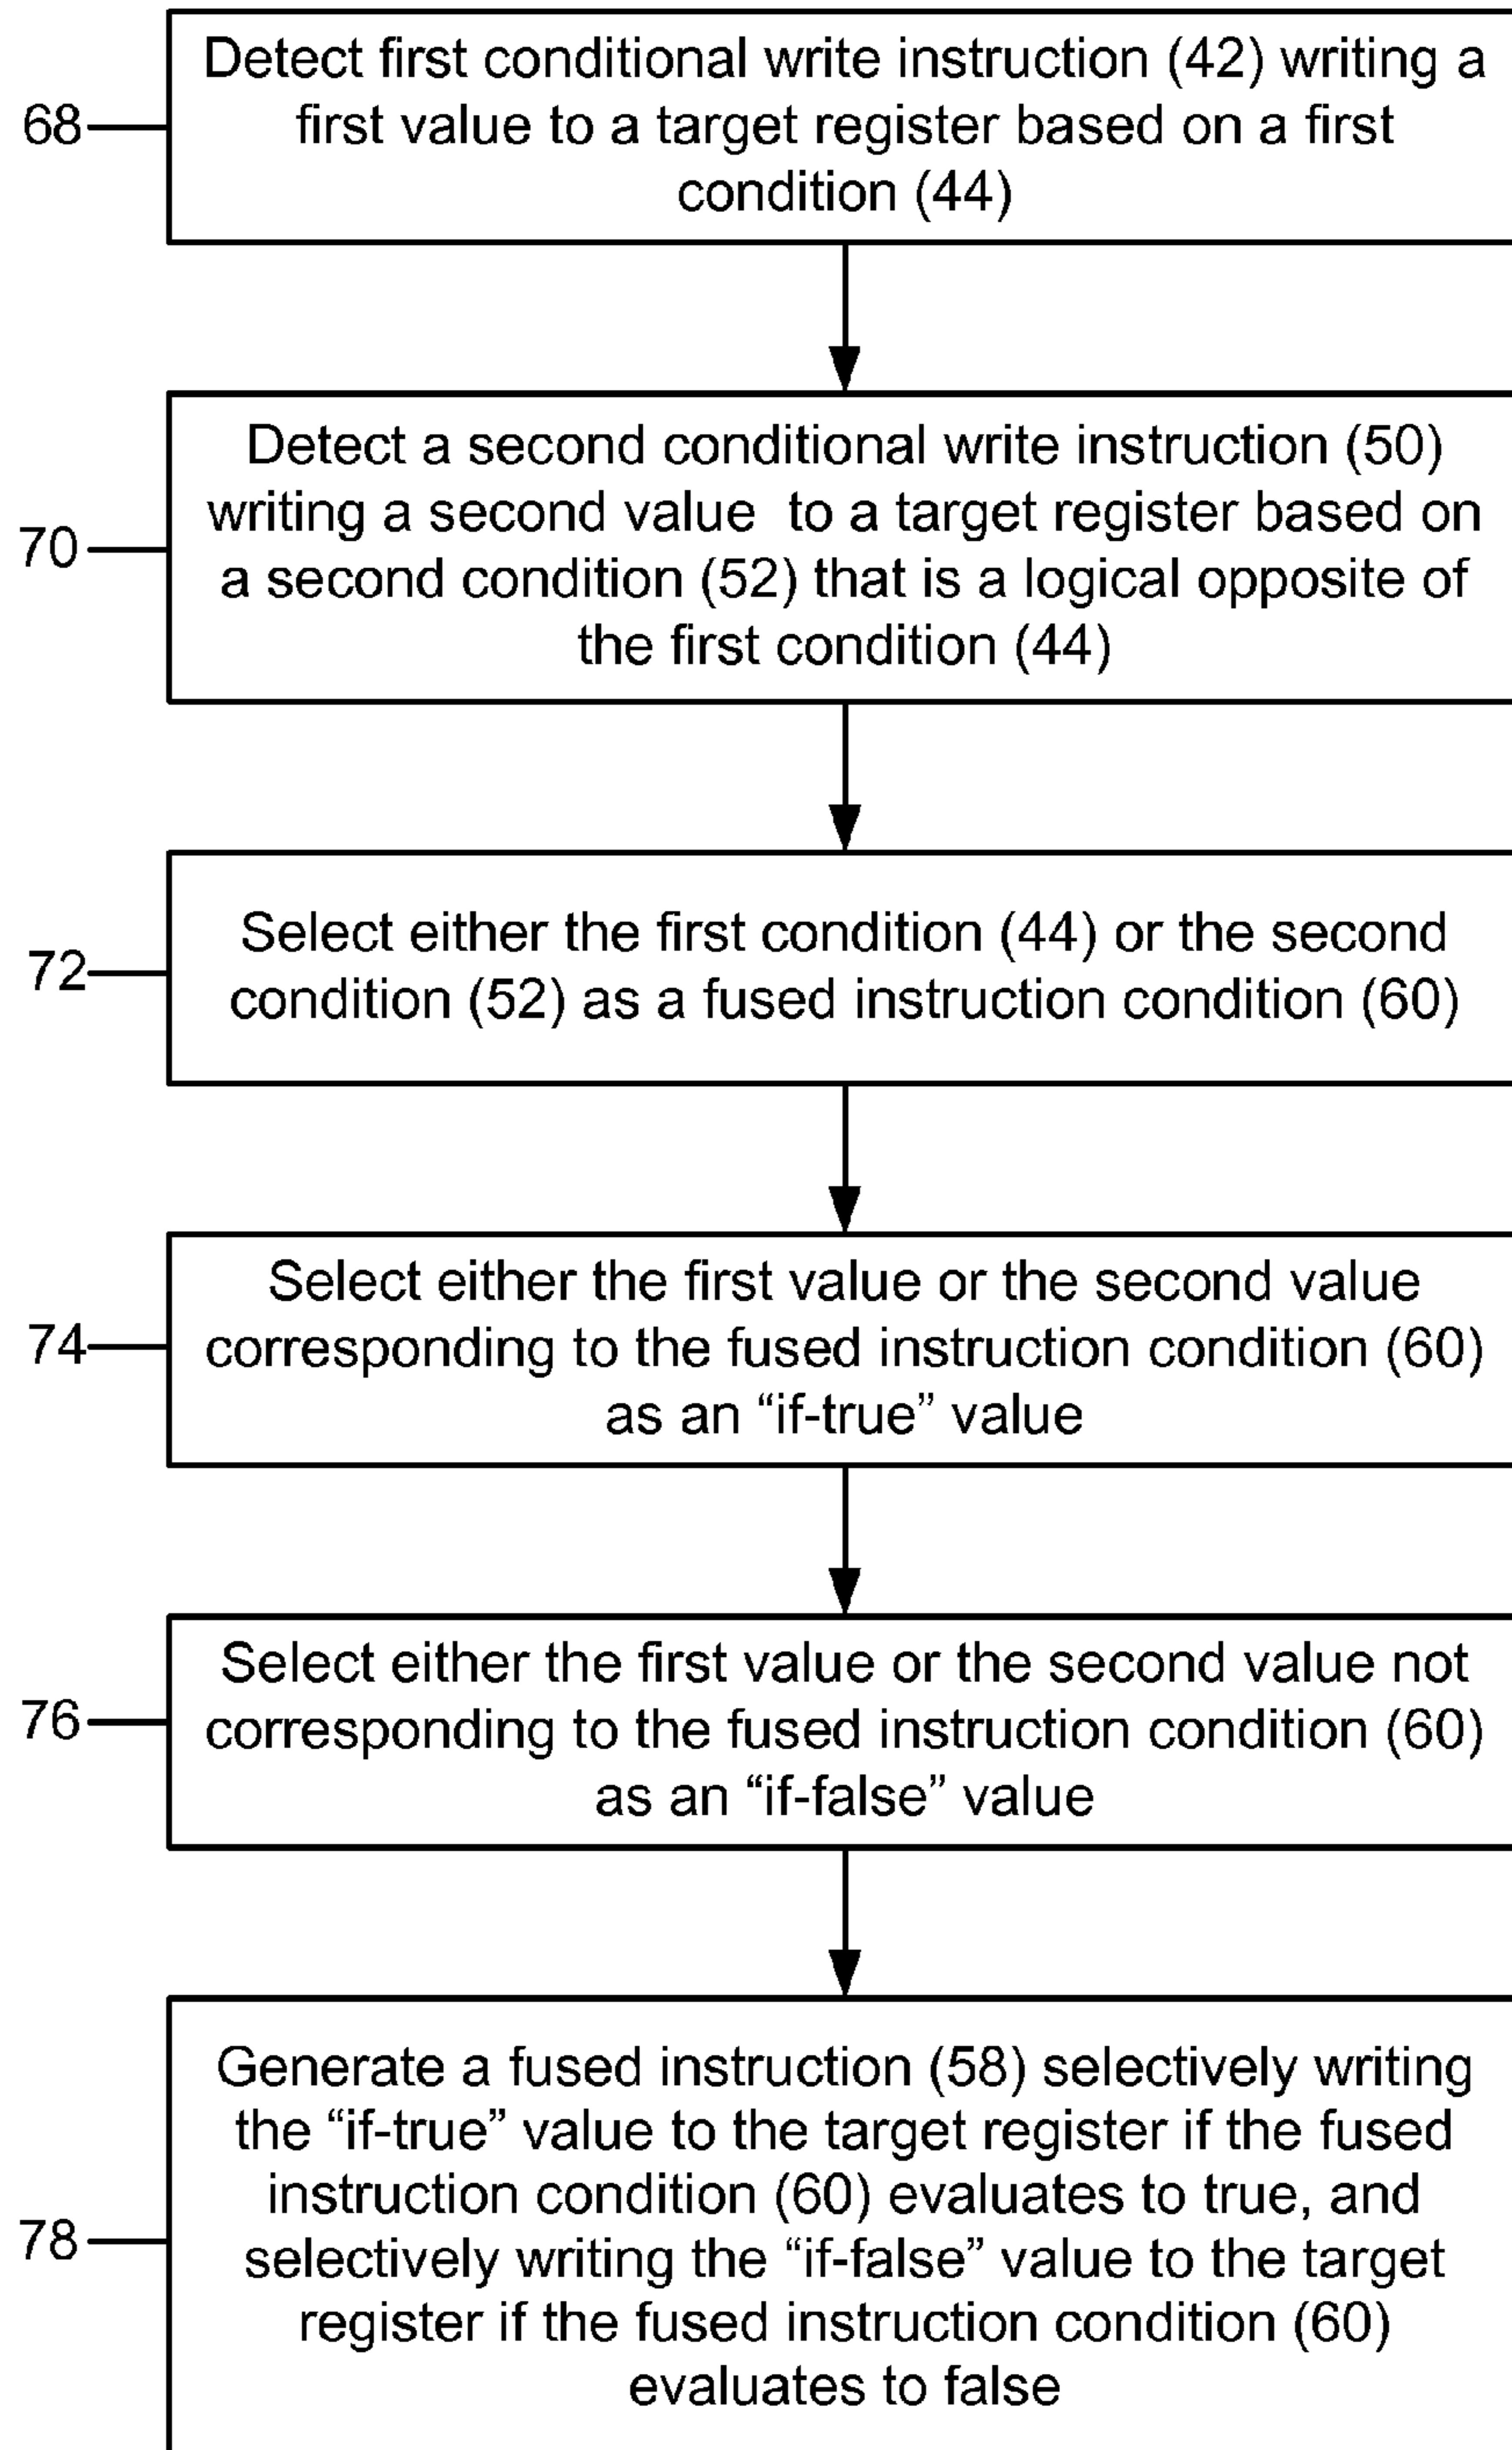 Detect first conditional write instruction (42) writing a
68
first value to a target register based on a first
condition (44)
Detect a second conditional write instruction (50)
writing a second value  to a target register based on
70
a second condition (52) that is a logical opposite of
the first condition (44)
Select either the first condition (44) or the second
72
condition (52) as a fused instruction condition (60)
Select either the first value or the second value
74
corresponding to the fused instruction condition (60)
as an “if-true” value
Select either the first value or the second value not
76
corresponding to the fused instruction condition (60)
as an “if-false” value
Generate a fused instruction (58) selectively writing
the “if-true” value to the target register if the fused
instruction condition (60) evaluates to true, and
78
selectively writing the “if-false” value to the target
register if the fused instruction condition (60)
evaluates to false